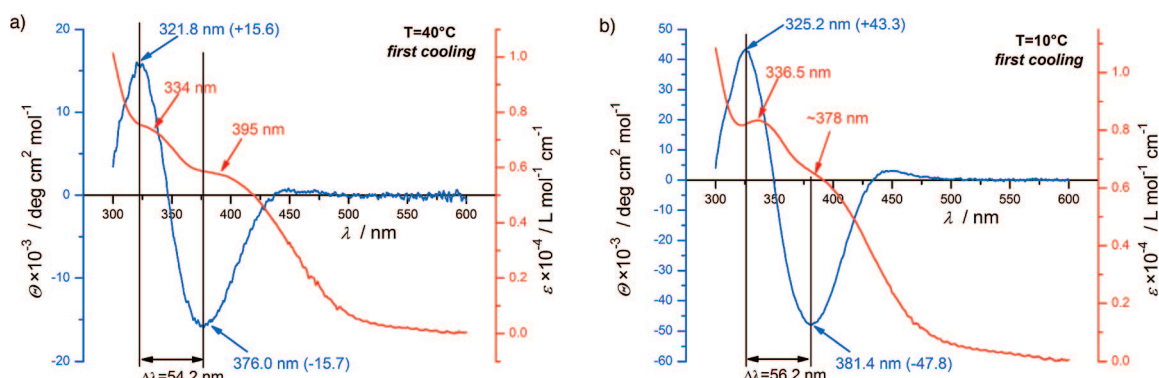 a)
20
10
0
-10
-20
Θ ×10⁻³ / deg cm² mol⁻¹
321.8 nm (+15.6)
T=40°C
first cooling
334 nm
395 nm
300
350
400
450
500
550
600
λ / nm
376.0 nm (-15.7)
Δλ=54.2 nm
1.0
0.8
0.6
0.4
0.2
0.0
ε ×10⁻⁴ / L mol⁻¹ cm⁻¹
b)
50
40
30
20
10
0
-10
-20
-30
-40
-50
-60
Θ ×10⁻³ / deg cm² mol⁻¹
325.2 nm (+43.3)
T=10°C
first cooling
336.5 nm
~378 nm
300
350
400
450
500
550
600
λ / nm
381.4 nm (-47.8)
Δλ=56.2 nm
1.0
0.8
0.6
0.4
0.2
0.0
ε ×10⁻⁴ / L mol⁻¹ cm⁻¹